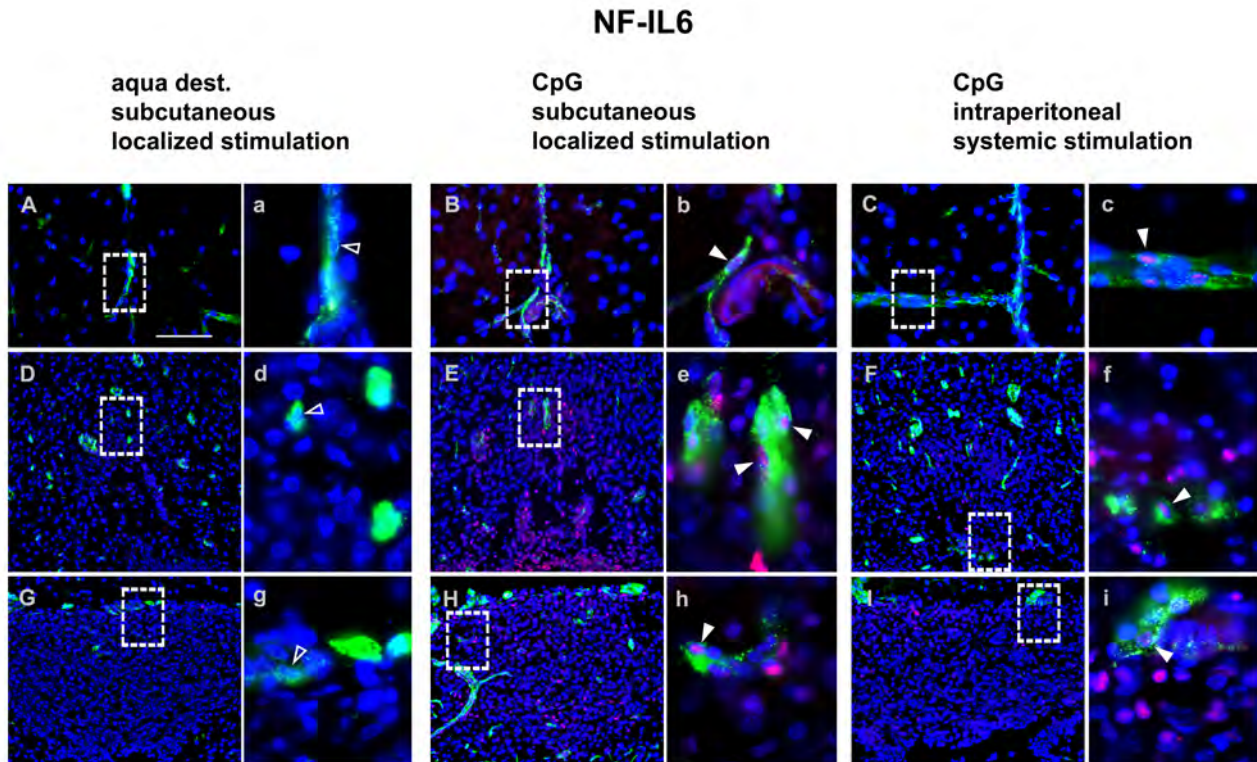 NF-IL6
aqua dest.
subcutaneous
localized stimulation
CpG
subcutaneous
localized stimulation
CpG
intraperitoneal
systemic stimulation
A a B b C c
D d E e F f
G g H h I i